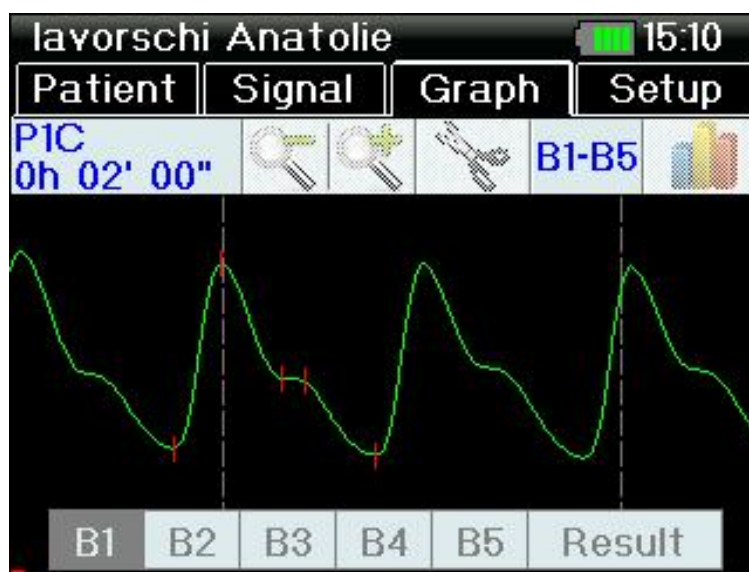 Iavorschi Anatolie 15:10
Patient Signal Graph Setup
P1C
0h 02' 00"
B1-B5
B1 B2 B3 B4 B5 Result